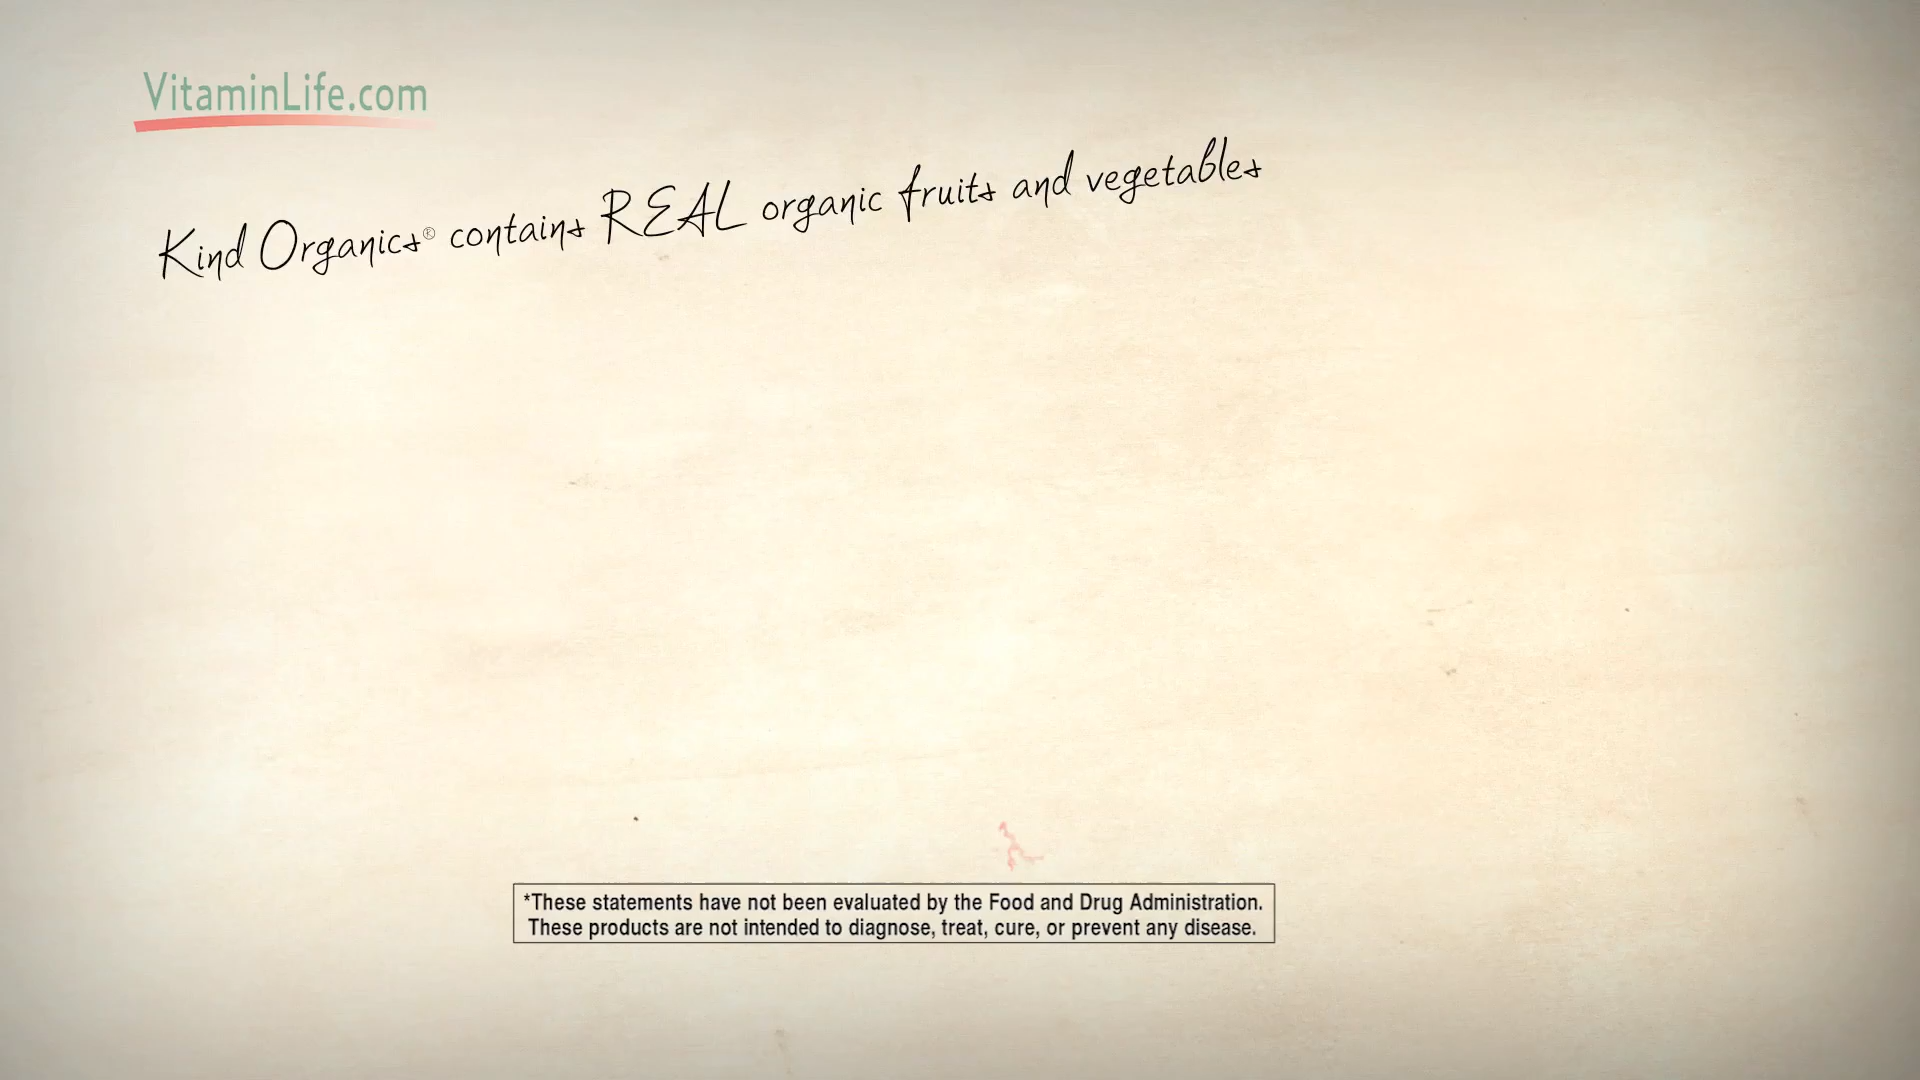 VitaminLife.com
Kind Organics® contains REAL organic fruits and vegetables
*These statements have not been evaluated by the Food and Drug Administration.
These products are not intended to diagnose, treat, cure, or prevent any disease.